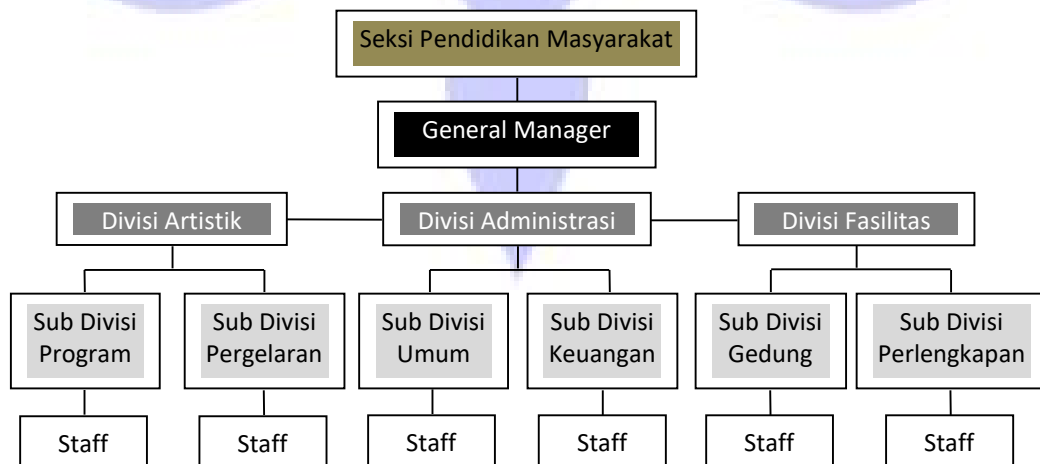 Seksi Pendidikan Masyarakat
General Manager
Divisi Artistik
Divisi Administrasi
Divisi Fasilitas
Sub Divisi
Program
Sub Divisi
Pergelaran
Sub Divisi
Umum
Sub Divisi
Keuangan
Sub Divisi
Gedung
Sub Divisi
Perlengkapan
Staff
Staff
Staff
Staff
Staff
Staff